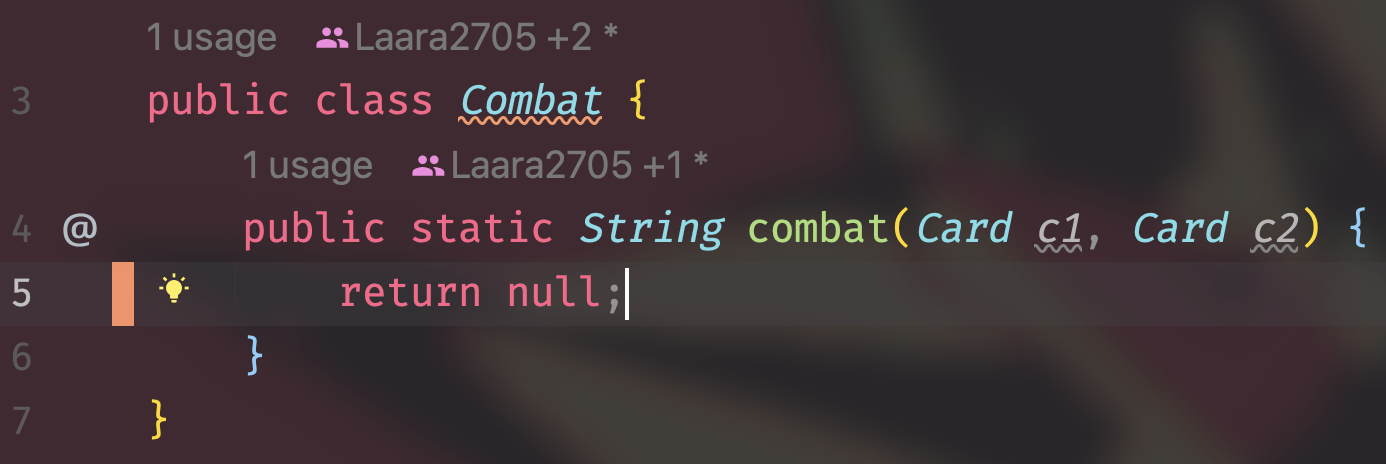 1 usage Laara2705 +2 *
3 public class Combat {
1 usage Laara2705 +1 *
4 @ public static String combat(Card c1, Card c2) {
5 return null;
6 }
7 }